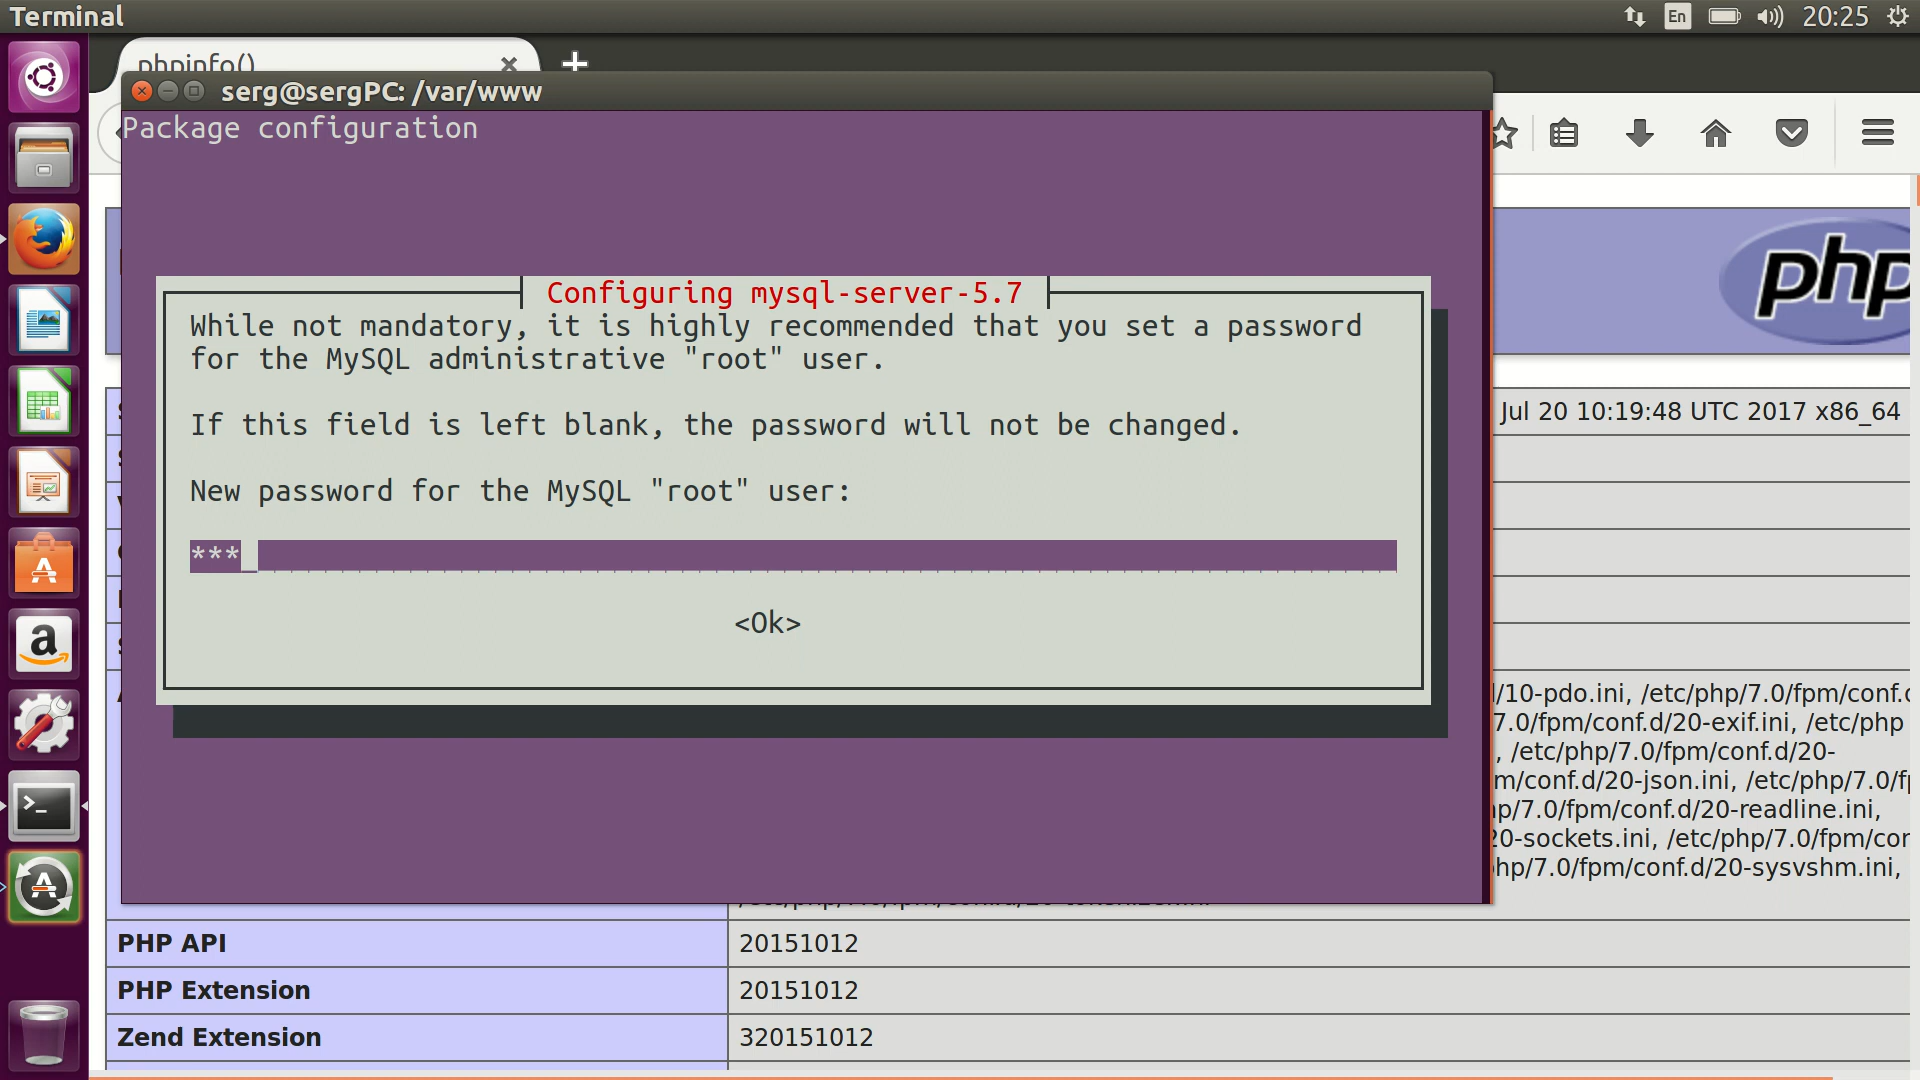 Terminal
En
20:25
phpinfo()
serg@sergPC: /var/www
Package configuration
php
Configuring mysql-server-5.7
While not mandatory, it is highly recommended that you set a password
for the MySQL administrative "root" user.
If this field is left blank, the password will not be changed.
New password for the MySQL "root" user:
***
<Ok>
Jul 20 10:19:48 UTC 2017 x86_64
/10-pdo.ini, /etc/php/7.0/fpm/conf.d
7.0/fpm/conf.d/20-exif.ini, /etc/php
, /etc/php/7.0/fpm/conf.d/20-
m/conf.d/20-json.ini, /etc/php/7.0/fp
p/7.0/fpm/conf.d/20-readline.ini,
20-sockets.ini, /etc/php/7.0/fpm/con
hp/7.0/fpm/conf.d/20-sysvshm.ini,
PHP API
20151012
PHP Extension
20151012
Zend Extension
320151012